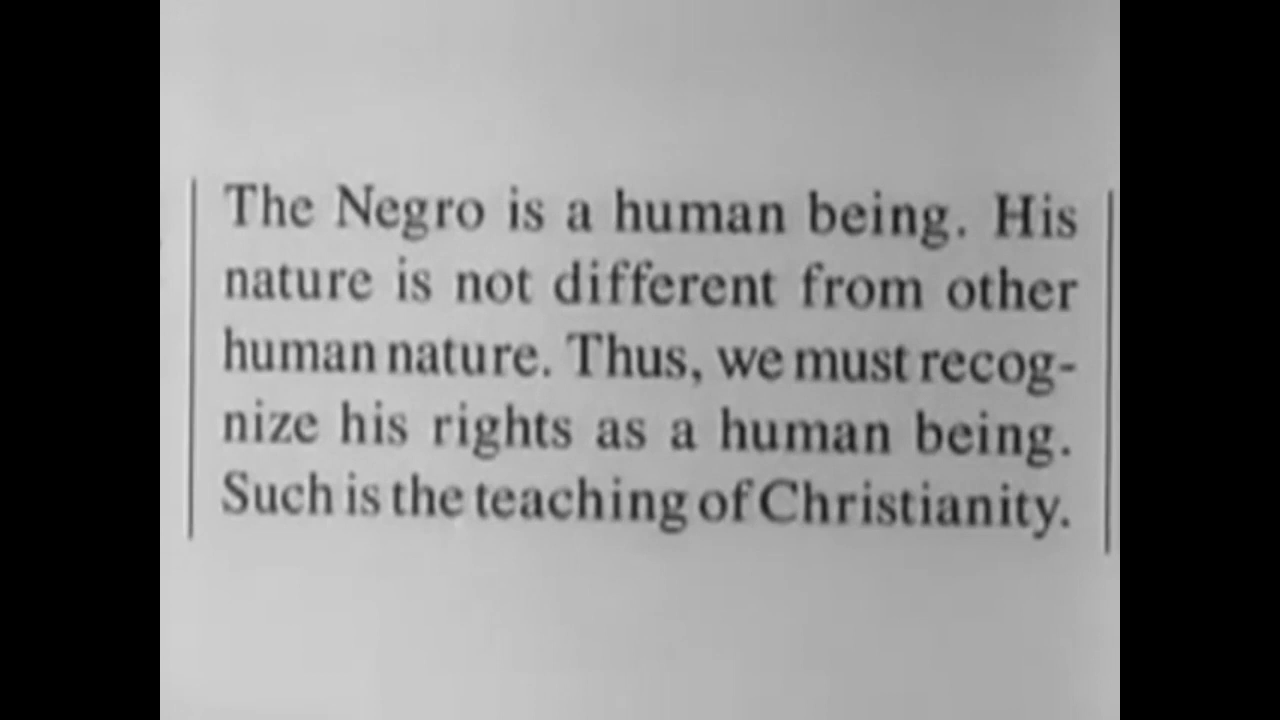 The Negro is a human being. His
nature is not different from other
human nature. Thus, we must recog-
nize his rights as a human being.
Such is the teaching of Christianity.